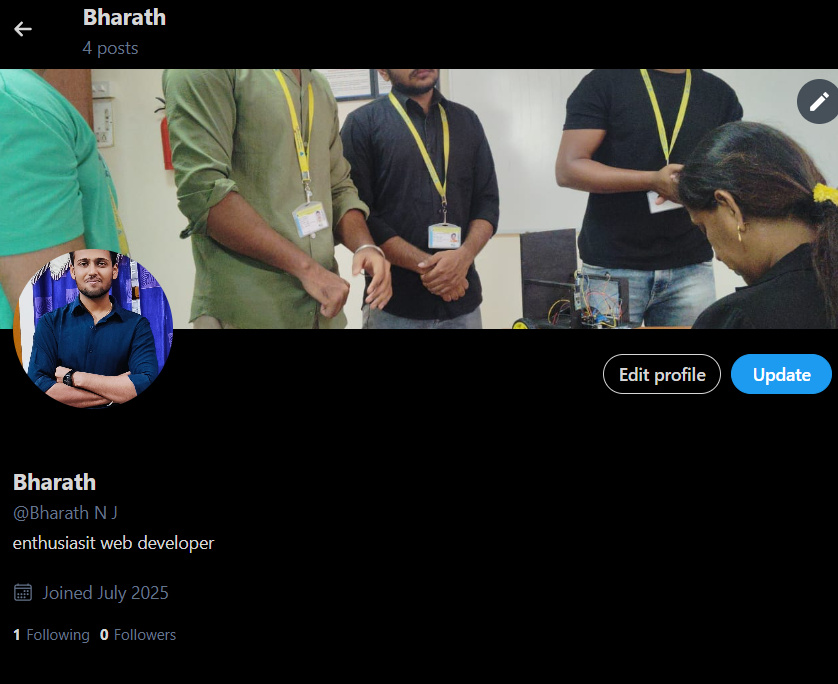 Bharath
4 posts
Edit profile
Update
Bharath
@Bharath N J
enthusiasit web developer
Joined July 2025
1 Following 0 Followers